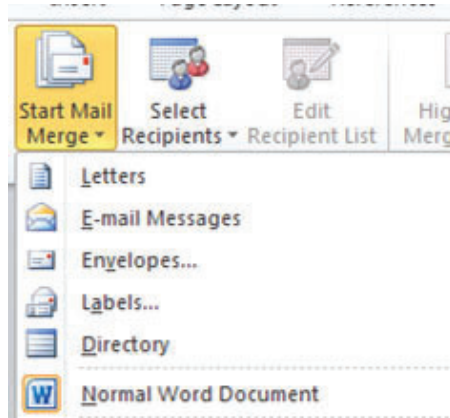 Start Mail Merge
Select Recipients
Edit Recipient List
Letters
E-mail Messages
Envelopes...
Labels...
Directory
Normal Word Document